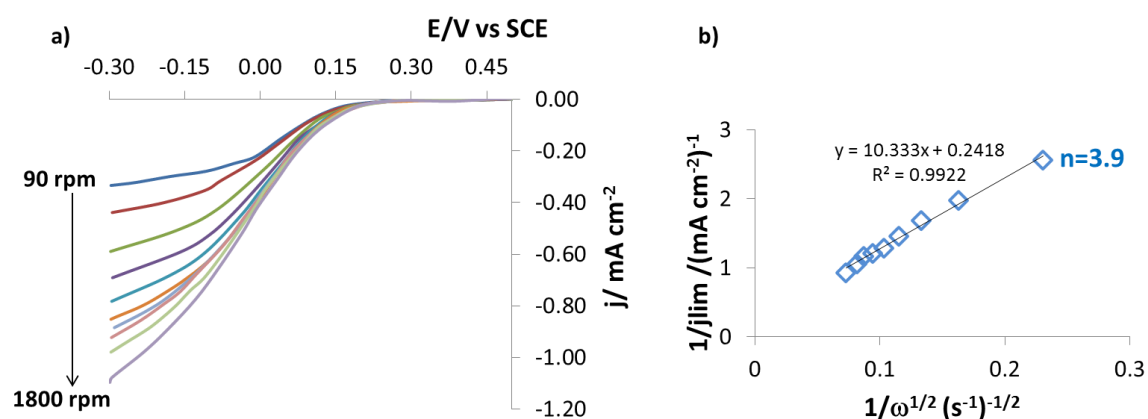 a)
E/V vs SCE
-0.30 -0.15 0.00 0.15 0.30 0.45
0.00
-0.20
-0.40
-0.60
-0.80
-1.00
-1.20
j/ mA cm-2
90 rpm
1800 rpm
b)
3
2
1
0
1/jlim /(mA cm-2)-1
y = 10.333x + 0.2418
R² = 0.9922
n=3.9
0 0.1 0.2 0.3
1/ω1/2 (s-1)-1/2